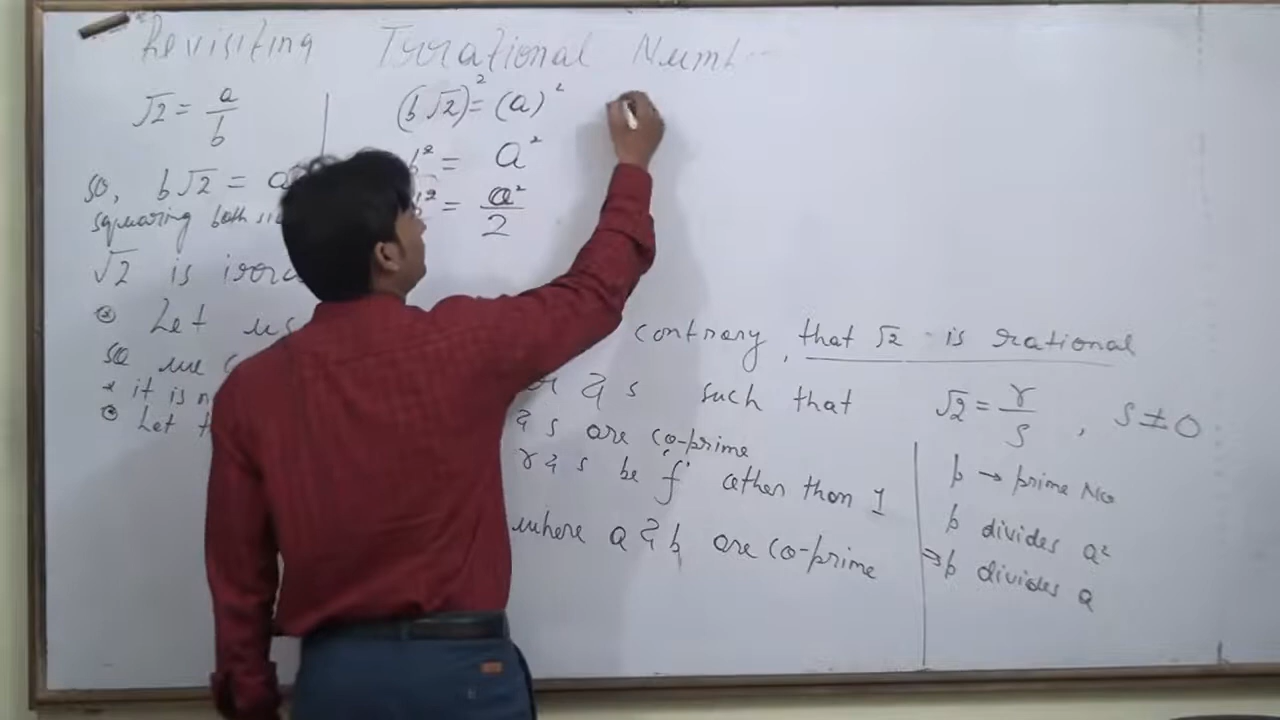 Revisiting Irrational Numb
√2 = a/b
so, b√2 = a
squaring both si
(b√2)² = (a)²
b² = a²
b² = a²/2
√2 is irra
Let us contrary, that √2 is rational
so we c or & s such that √2 = r/s, s ≠ 0
* it is n & s are co-prime
Let t r & s be f' other than 1
where a & b are co-prime
p → prime No
p divides a²
⇒ p divides a